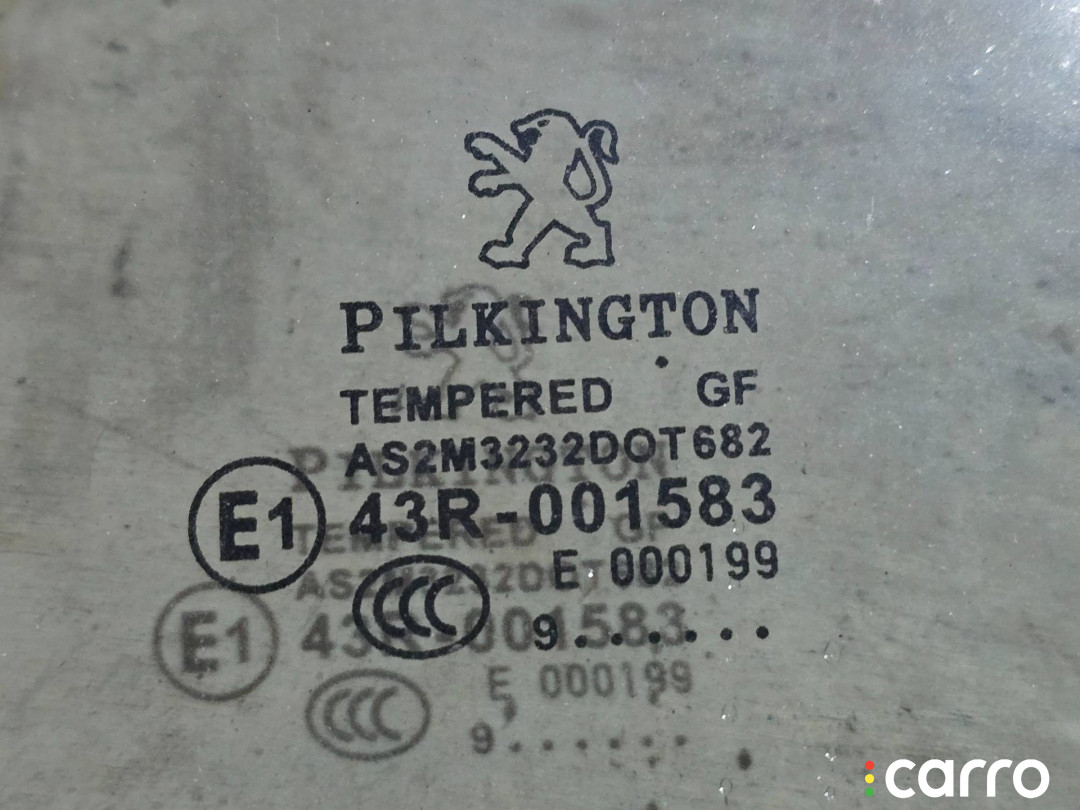 PILKINGTON
TEMPERED GF
AS2M3232DOT682
E1 43R-001583
CCC E 000199
9.......
carro